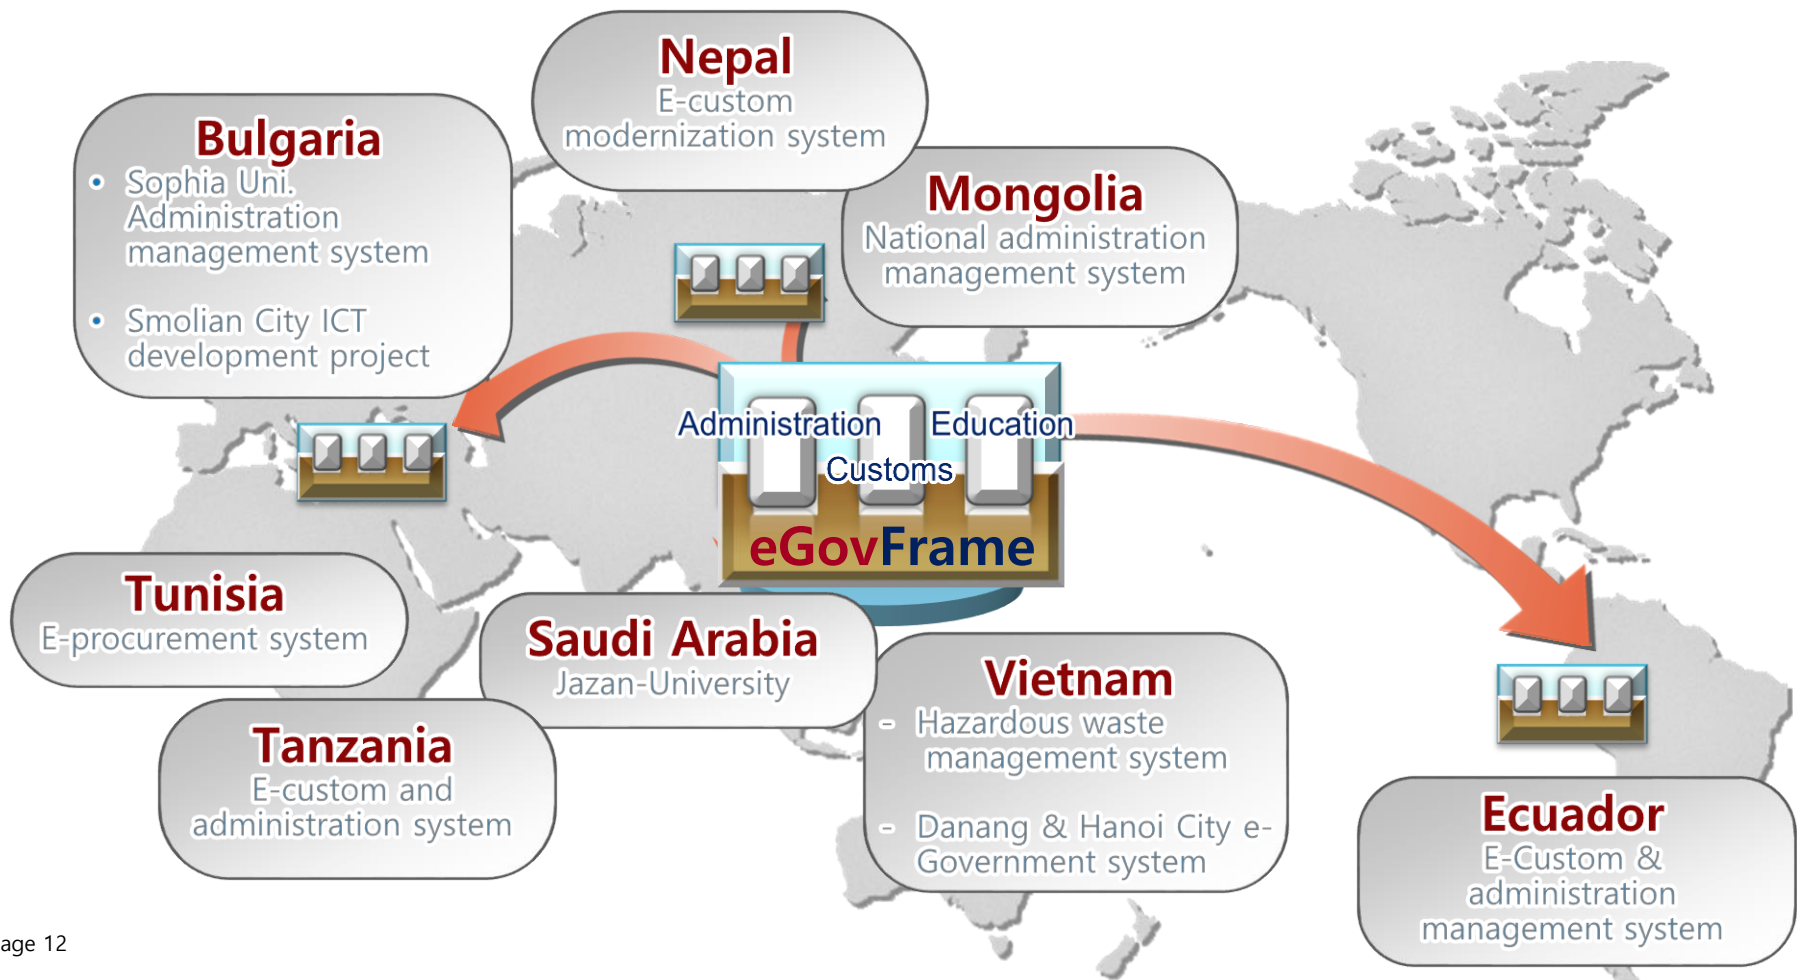 Nepal
E-custom
modernization system
Bulgaria
• Sophia Uni.
Administration
management system
• Smolian City ICT
development project
Mongolia
National administration
management system
Administration
Education
Customs
eGovFrame
Tunisia
E-procurement system
Saudi Arabia
Jazan-University
Vietnam
- Hazardous waste
management system
- Danang & Hanoi City e-
Government system
Tanzania
E-custom and
administration system
Ecuador
E-Custom &
administration
management system
age 12